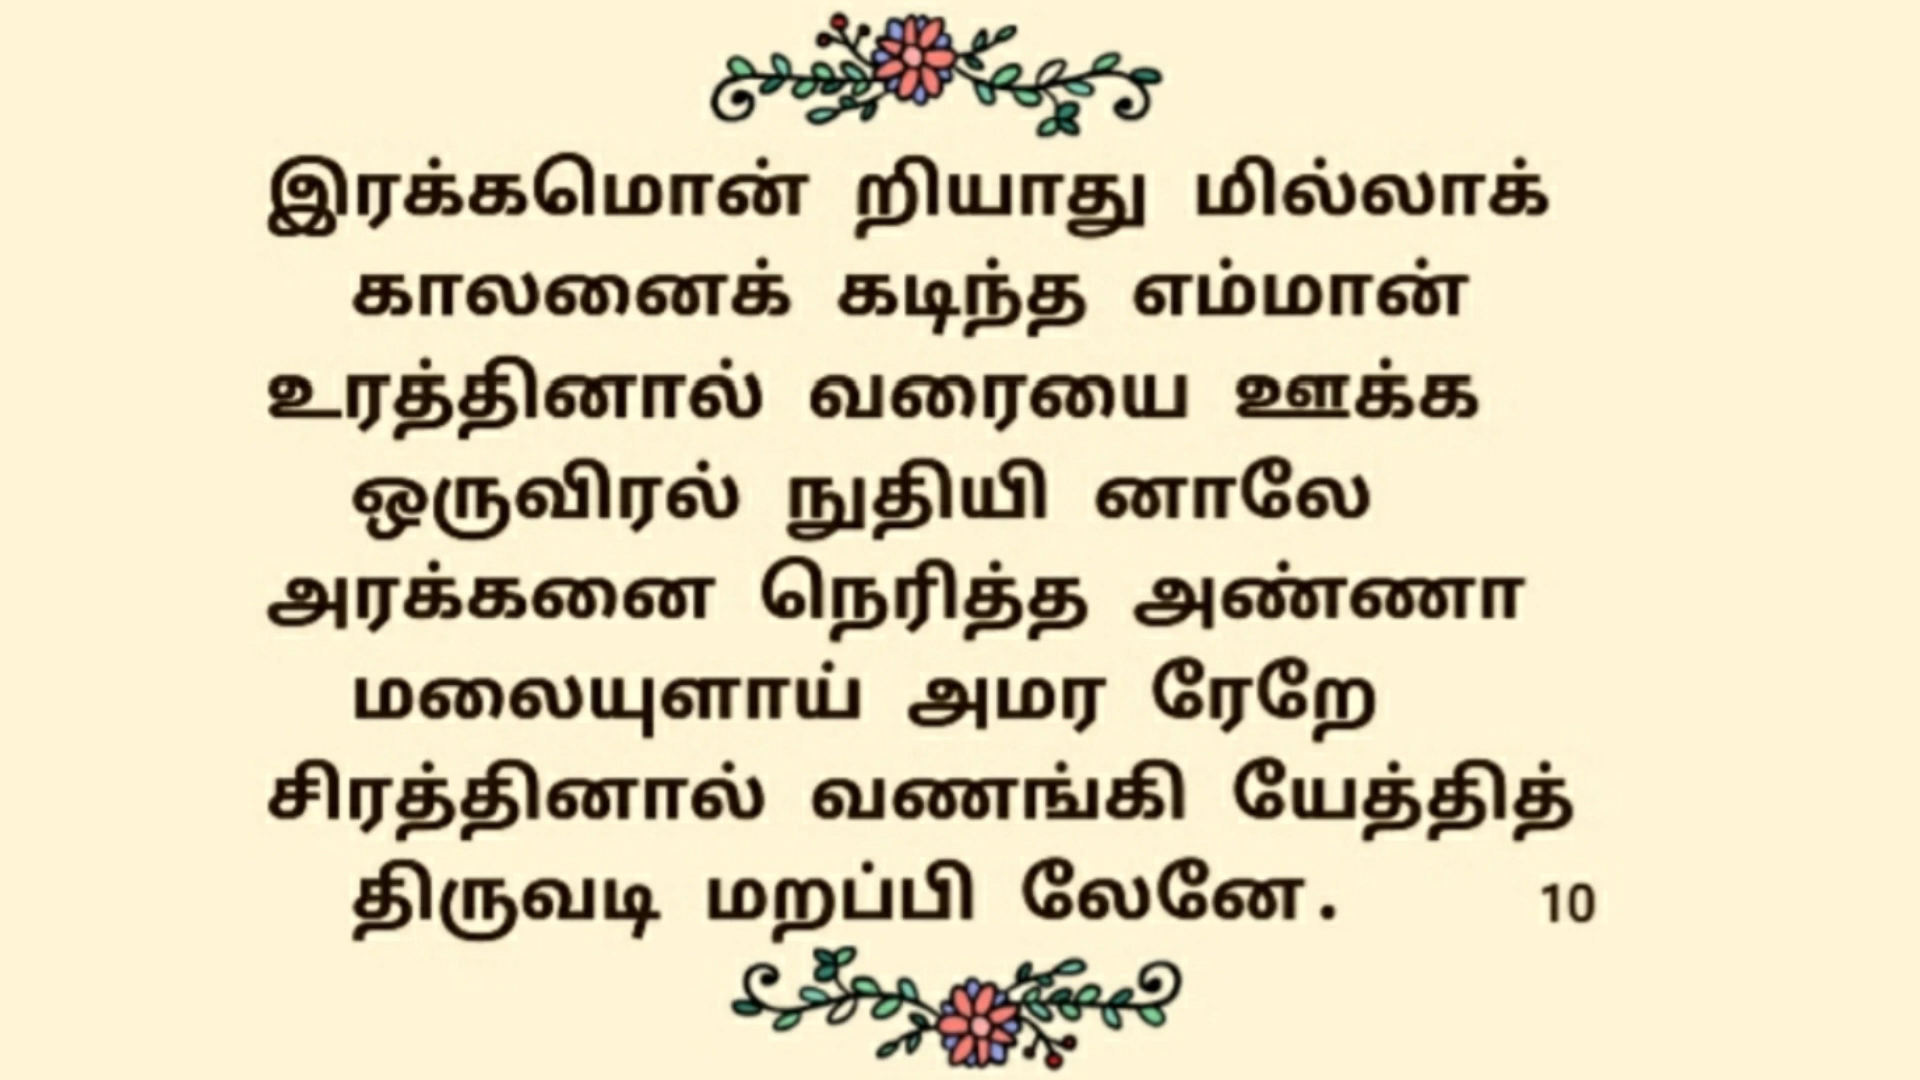 இரக்கமொன் றியாது மில்லாக்
காலனைக் கடிந்த எம்மான்
உரத்தினால் வரையை ஊக்க
ஒருவிரல் நுதியி னாலே
அரக்கனை நெரித்த அண்ணா
மலையுளாய் அமர ரேறே
சிரத்தினால் வணங்கி யேத்தித்
திருவடி மறப்பி லேனே. 10